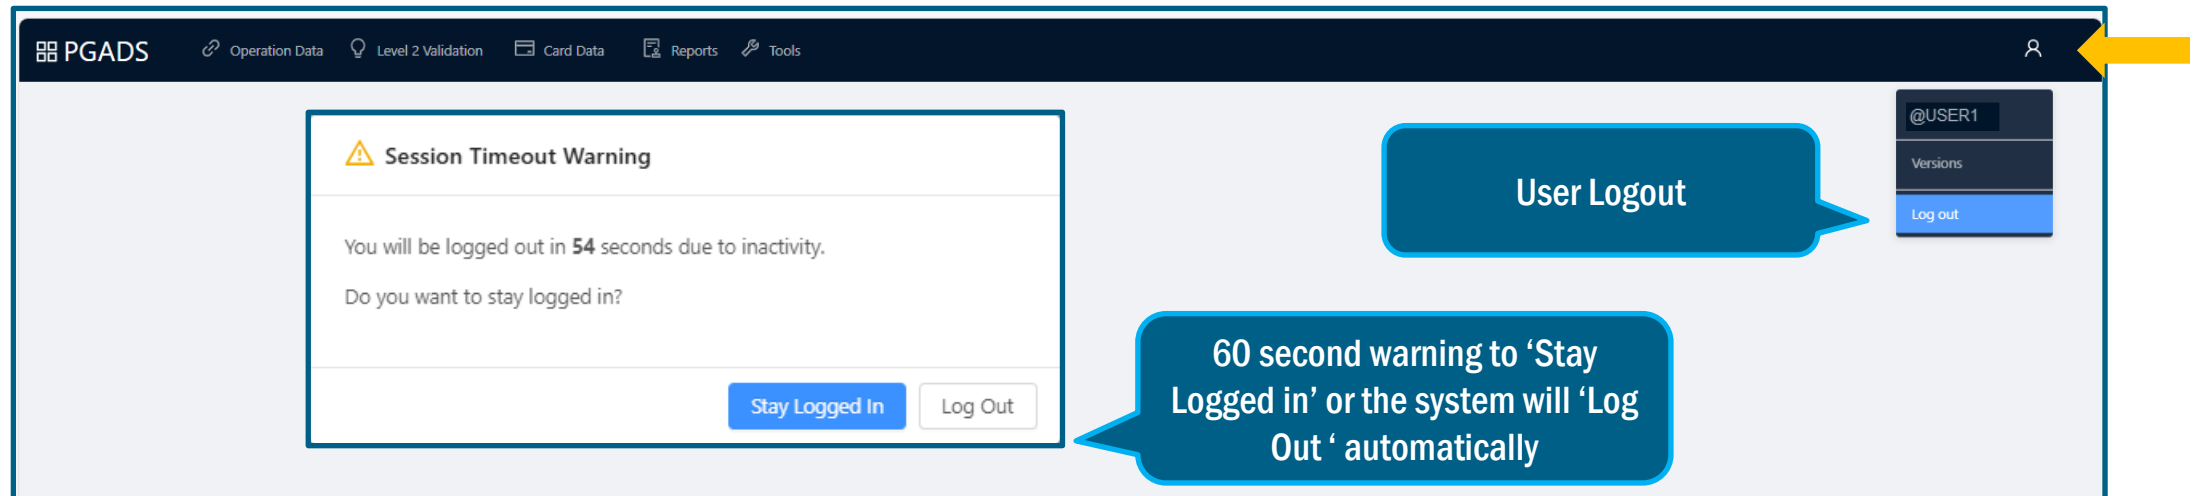 PGADS Operation Data Level 2 Validation Card Data Reports Tools
@USER1
Versions
Log out
Session Timeout Warning
You will be logged out in 54 seconds due to inactivity.
Do you want to stay logged in?
Stay Logged In Log Out
User Logout
60 second warning to ‘Stay
Logged in’ or the system will ‘Log
Out ‘ automatically